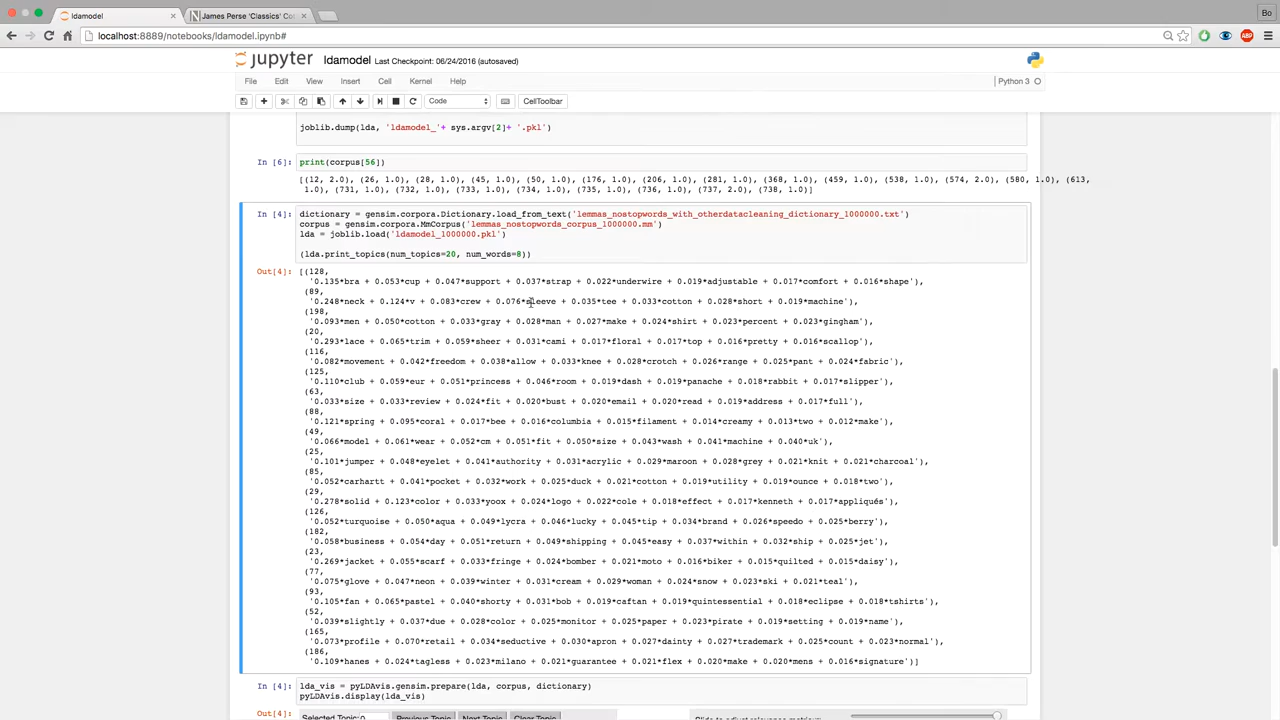 ldamodel
James Perse 'Classics' Co
Bo
localhost:8889/notebooks/ldamodel.ipynb#
ABP
jupyter ldamodel Last Checkpoint: 06/24/2016 (autosaved)
File Edit View Insert Cell Kernel Help Python 3
Code CellToolbar
joblib.dump(lda, 'ldamodel_'+ sys.argv[2]+ '.pkl')
In [6]: print(corpus[56])
[(12, 2.0), (26, 1.0), (28, 1.0), (45, 1.0), (50, 1.0), (176, 1.0), (206, 1.0), (281, 1.0), (368, 1.0), (459, 1.0), (538, 1.0), (574, 2.0), (580, 1.0), (613,
1.0), (731, 1.0), (732, 1.0), (733, 1.0), (734, 1.0), (735, 1.0), (736, 1.0), (737, 2.0), (738, 1.0)]
In [4]: dictionary = gensim.corpora.Dictionary.load_from_text('lemmas_nostopwords_with_otherdatacleaning_dictionary_1000000.txt')
corpus = gensim.corpora.MmCorpus('lemmas_nostopwords_corpus_1000000.mm')
lda = joblib.load('ldamodel_1000000.pkl')
(lda.print_topics(num_topics=20, num_words=8))
Out[4]: [(128,
'0.135*bra + 0.053*cup + 0.047*support + 0.037*strap + 0.022*underwire + 0.019*adjustable + 0.017*comfort + 0.016*shape'),
(89,
'0.248*neck + 0.124*v + 0.083*crew + 0.076*sleeve + 0.035*tee + 0.033*cotton + 0.028*short + 0.019*machine'),
(198,
'0.093*men + 0.050*cotton + 0.033*gray + 0.028*man + 0.027*make + 0.024*shirt + 0.023*percent + 0.023*gingham'),
(20,
'0.293*lace + 0.065*trim + 0.059*sheer + 0.031*cami + 0.017*floral + 0.017*top + 0.016*pretty + 0.016*scallop'),
(116,
'0.082*movement + 0.042*freedom + 0.038*allow + 0.033*knee + 0.028*crotch + 0.026*range + 0.025*pant + 0.024*fabric'),
(125,
'0.110*club + 0.059*eur + 0.051*princess + 0.046*room + 0.019*dash + 0.019*panache + 0.018*rabbit + 0.017*slipper'),
(63,
'0.033*size + 0.033*review + 0.024*fit + 0.020*bust + 0.020*email + 0.020*read + 0.019*address + 0.017*full'),
(88,
'0.121*spring + 0.095*coral + 0.017*bee + 0.016*columbia + 0.015*filament + 0.014*creamy + 0.013*two + 0.012*make'),
(49,
'0.066*model + 0.061*wear + 0.052*cm + 0.051*fit + 0.050*size + 0.043*wash + 0.041*machine + 0.040*uk'),
(25,
'0.101*jumper + 0.048*eyelet + 0.041*authority + 0.031*acrylic + 0.029*maroon + 0.028*grey + 0.021*knit + 0.021*charcoal'),
(85,
'0.052*carhartt + 0.041*pocket + 0.032*work + 0.025*duck + 0.021*cotton + 0.019*utility + 0.019*ounce + 0.018*two'),
(29,
'0.278*solid + 0.123*color + 0.033*yoox + 0.024*logo + 0.022*cole + 0.018*effect + 0.017*kenneth + 0.017*appliqués'),
(126,
'0.052*turquoise + 0.050*aqua + 0.049*lycra + 0.046*lucky + 0.045*tip + 0.034*brand + 0.026*speedo + 0.025*berry'),
(182,
'0.058*business + 0.054*day + 0.051*return + 0.049*shipping + 0.045*easy + 0.037*within + 0.032*ship + 0.025*jet'),
(23,
'0.269*jacket + 0.055*scarf + 0.033*fringe + 0.024*bomber + 0.021*moto + 0.016*biker + 0.015*quilted + 0.015*daisy'),
(77,
'0.075*glove + 0.047*neon + 0.039*winter + 0.031*cream + 0.029*woman + 0.024*snow + 0.023*ski + 0.021*teal'),
(93,
'0.105*fan + 0.065*pastel + 0.040*shorty + 0.031*bob + 0.019*caftan + 0.019*quintessential + 0.018*eclipse + 0.018*tshirts'),
(52,
'0.039*slightly + 0.037*due + 0.028*color + 0.025*monitor + 0.025*paper + 0.023*pirate + 0.019*setting + 0.019*name'),
(165,
'0.073*profile + 0.070*retail + 0.034*seductive + 0.030*apron + 0.027*dainty + 0.027*trademark + 0.025*count + 0.023*normal'),
(186,
'0.109*hanes + 0.024*tagless + 0.023*milano + 0.021*guarantee + 0.021*flex + 0.020*make + 0.020*mens + 0.016*signature')]
In [4]: lda_vis = pyLDAvis.gensim.prepare(lda, corpus, dictionary)
pyLDAvis.display(lda_vis)
Out[4]: Selected Topic: 0 Previous Topic Next Topic Clear Topic Slide to adjust relevance metric: